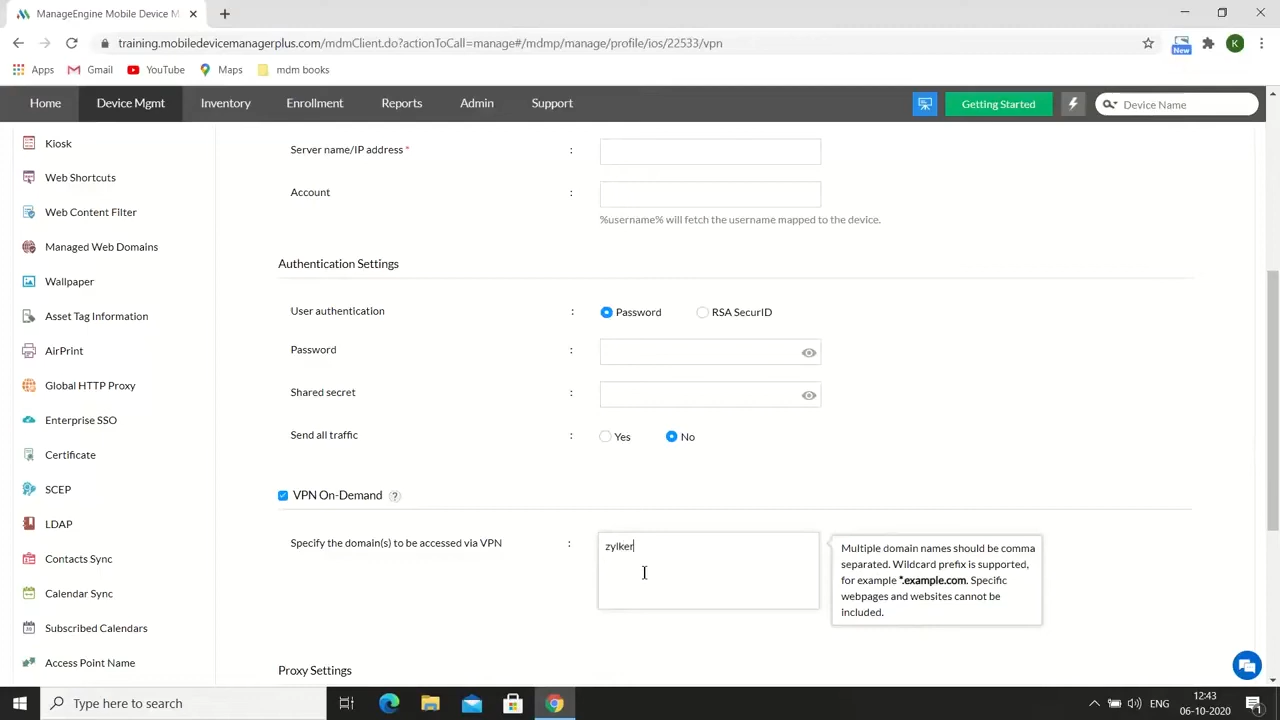 ManageEngine Mobile Device M
training.mobiledevicemanagerplus.com/mdmClient.do?actionToCall=manage#/mdmp/manage/profile/ios/22533/vpn
New
K
Apps
Gmail
YouTube
Maps
mdm books
Home
Device Mgmt
Inventory
Enrollment
Reports
Admin
Support
Getting Started
Device Name
Kiosk
Web Shortcuts
Web Content Filter
Managed Web Domains
Wallpaper
Asset Tag Information
AirPrint
Global HTTP Proxy
Enterprise SSO
Certificate
SCEP
LDAP
Contacts Sync
Calendar Sync
Subscribed Calendars
Access Point Name
Server name/IP address * :
Account :
%username% will fetch the username mapped to the device.
Authentication Settings
User authentication : Password RSA SecurID
Password :
Shared secret :
Send all traffic : Yes No
VPN On-Demand ?
Specify the domain(s) to be accessed via VPN : zylker
Multiple domain names should be comma
separated. Wildcard prefix is supported,
for example *.example.com. Specific
webpages and websites cannot be
included.
Proxy Settings
Type here to search
ENG
12:43
06-10-2020
1